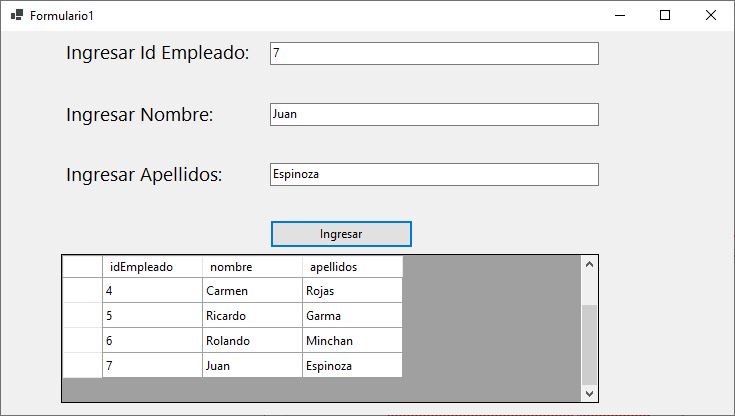 Formulario1
Ingresar Id Empleado: 7
Ingresar Nombre: Juan
Ingresar Apellidos: Espinoza
Ingresar
idEmpleado nombre apellidos
4 Carmen Rojas
5 Ricardo Garma
6 Rolando Minchan
7 Juan Espinoza